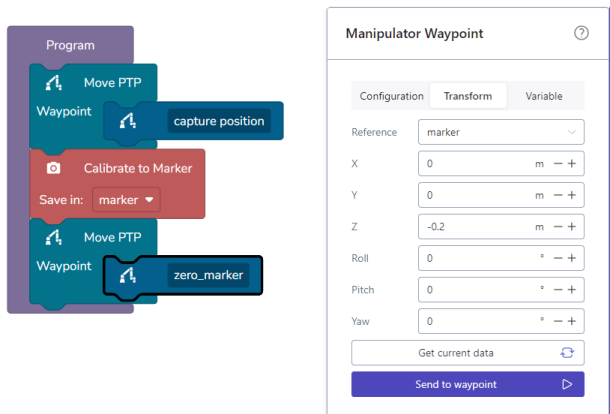 Program
Move PTP
Waypoint
capture position
Calibrate to Marker
Save in: marker
Move PTP
Waypoint
zero_marker
Manipulator Waypoint
?
Configuration Transform Variable
Reference marker
X 0 m − +
Y 0 m − +
Z -0.2 m − +
Roll 0 ° − +
Pitch 0 ° − +
Yaw 0 ° − +
Get current data
Send to waypoint